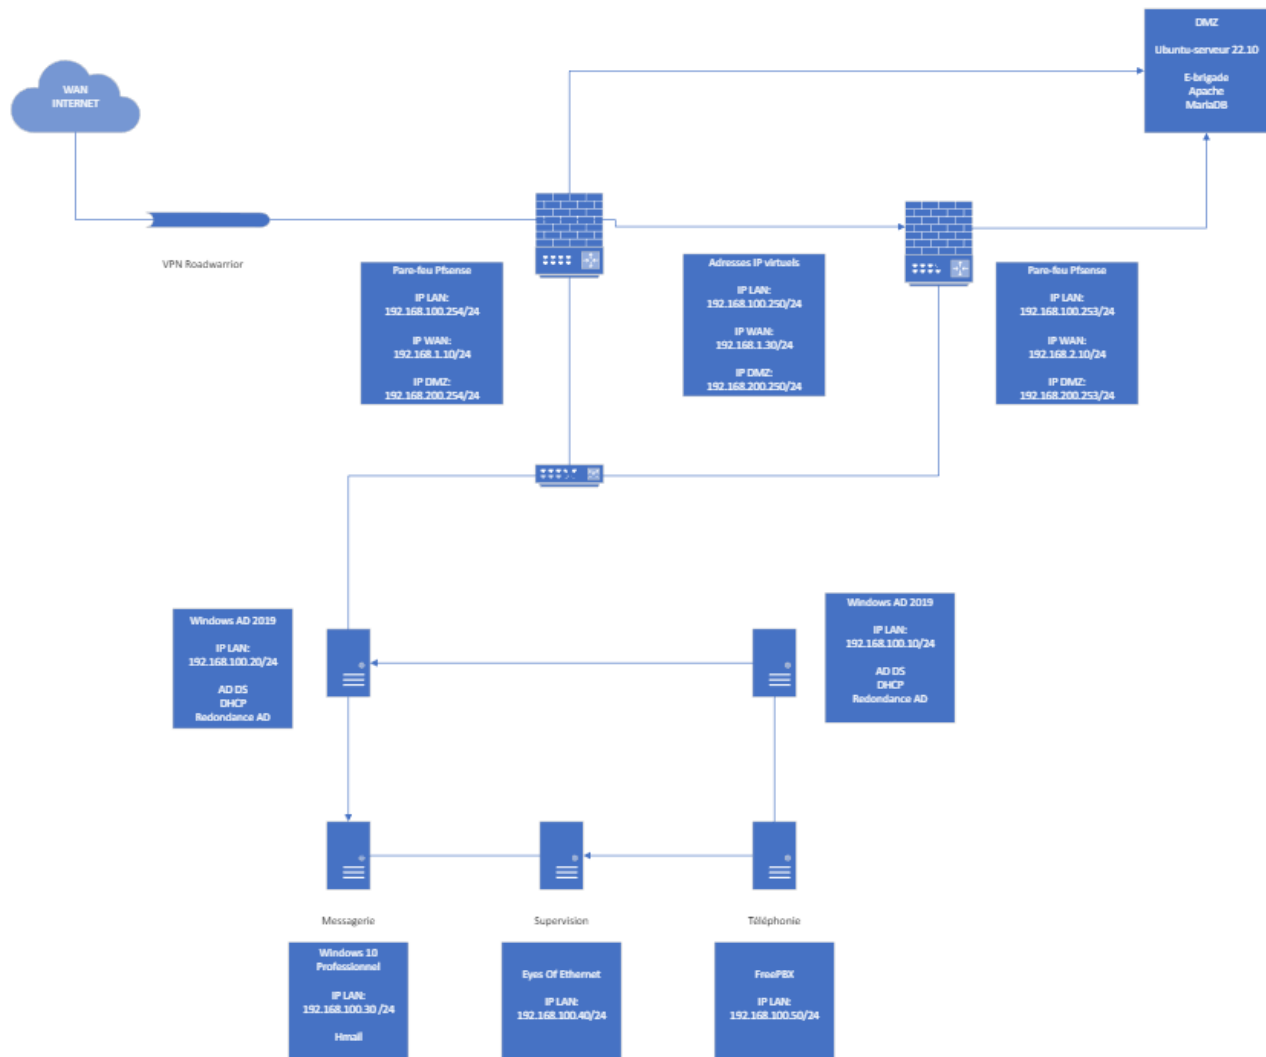 DMZ
Ubuntu-serveur 22.10
E-brigade
Apache
MariaDB
WAN
INTERNET
VPN Roadwarrior
Pare-feu Pfsense
IP LAN:
192.168.100.254/24
IP WAN:
192.168.1.10/24
IP DMZ:
192.168.200.254/24
Adresses IP virtuels
IP LAN:
192.168.100.250/24
IP WAN:
192.168.1.30/24
IP DMZ:
192.168.200.250/24
Pare-feu Pfsense
IP LAN:
192.168.100.253/24
IP WAN:
192.168.2.10/24
IP DMZ:
192.168.200.253/24
Windows AD 2019
IP LAN:
192.168.100.20/24
AD DS
DHCP
Redondance AD
Windows AD 2019
IP LAN:
192.168.100.10/24
AD DS
DHCP
Redondance AD
Messagerie
Windows 10
Professionnel
IP LAN:
192.168.100.30 /24
Hmail
Supervision
Eyes Of Ethernet
IP LAN:
192.168.100.40/24
Téléphonie
FreePBX
IP LAN:
192.168.100.50/24